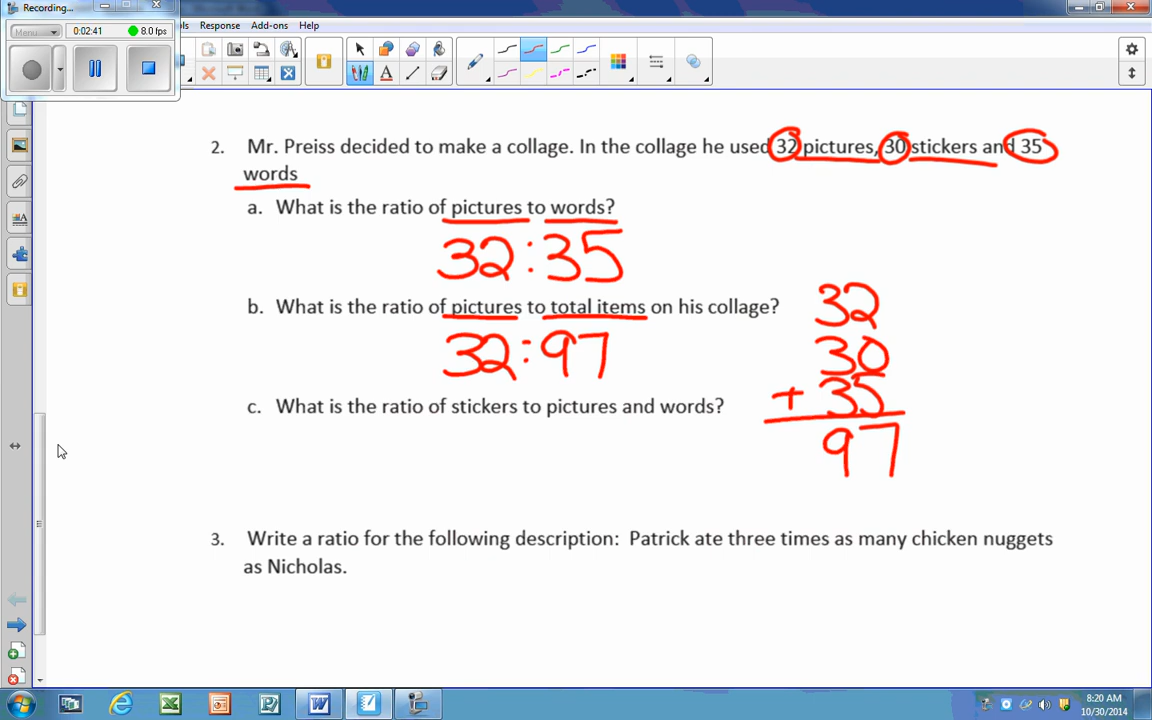 Recording...
Menu
0:02:41
8.0 fps
Response Add-ons Help
2. Mr. Preiss decided to make a collage. In the collage he used 32 pictures, 30 stickers and 35
words
a. What is the ratio of pictures to words?
32:35
b. What is the ratio of pictures to total items on his collage?
32:97
32
30
+ 35
97
c. What is the ratio of stickers to pictures and words?
3. Write a ratio for the following description: Patrick ate three times as many chicken nuggets
as Nicholas.
8:20 AM
10/30/2014